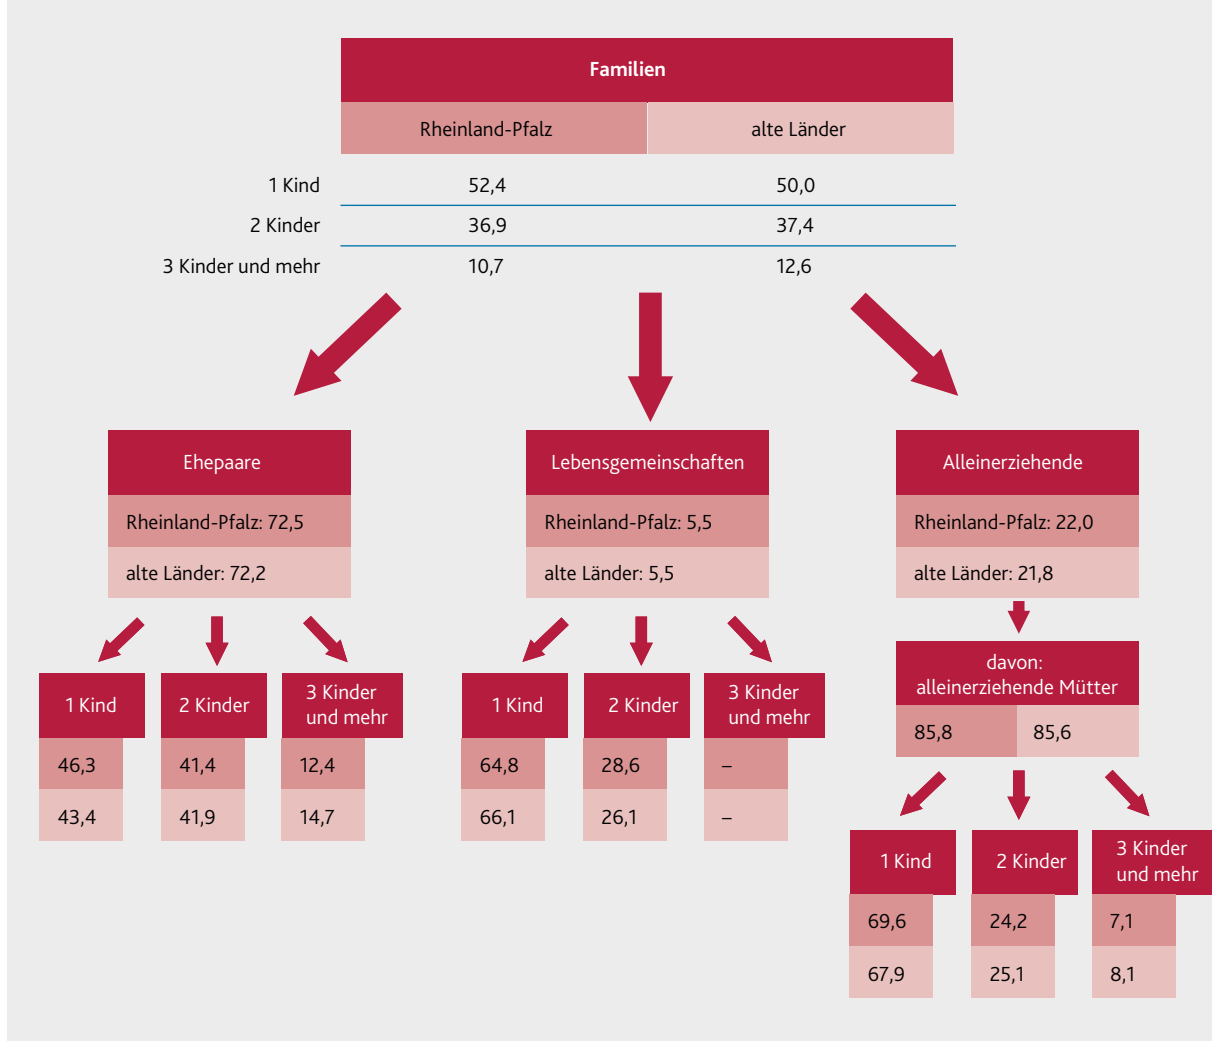 Familien
Rheinland-Pfalz alte Länder
1 Kind 52,4 50,0
2 Kinder 36,9 37,4
3 Kinder und mehr 10,7 12,6
Ehepaare
Rheinland-Pfalz: 72,5
alte Länder: 72,2
1 Kind
46,3
43,4
2 Kinder
41,4
41,9
3 Kinder
und mehr
12,4
14,7
Lebensgemeinschaften
Rheinland-Pfalz: 5,5
alte Länder: 5,5
1 Kind
64,8
66,1
2 Kinder
28,6
26,1
3 Kinder
und mehr
–
–
Alleinerziehende
Rheinland-Pfalz: 22,0
alte Länder: 21,8
davon:
alleinerziehende Mütter
85,8 85,6
1 Kind
69,6
67,9
2 Kinder
24,2
25,1
3 Kinder
und mehr
7,1
8,1